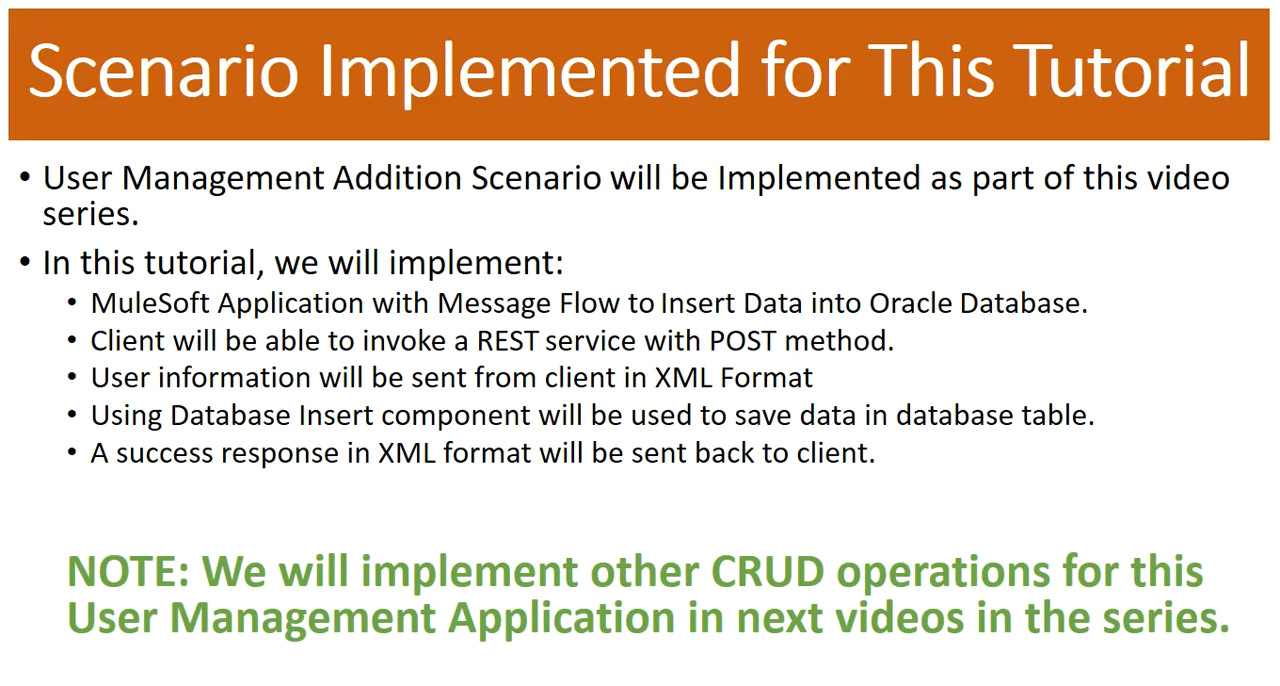 Scenario Implemented for This Tutorial
• User Management Addition Scenario will be Implemented as part of this video
series.
• In this tutorial, we will implement:
• MuleSoft Application with Message Flow to Insert Data into Oracle Database.
• Client will be able to invoke a REST service with POST method.
• User information will be sent from client in XML Format
• Using Database Insert component will be used to save data in database table.
• A success response in XML format will be sent back to client.
NOTE: We will implement other CRUD operations for this
User Management Application in next videos in the series.